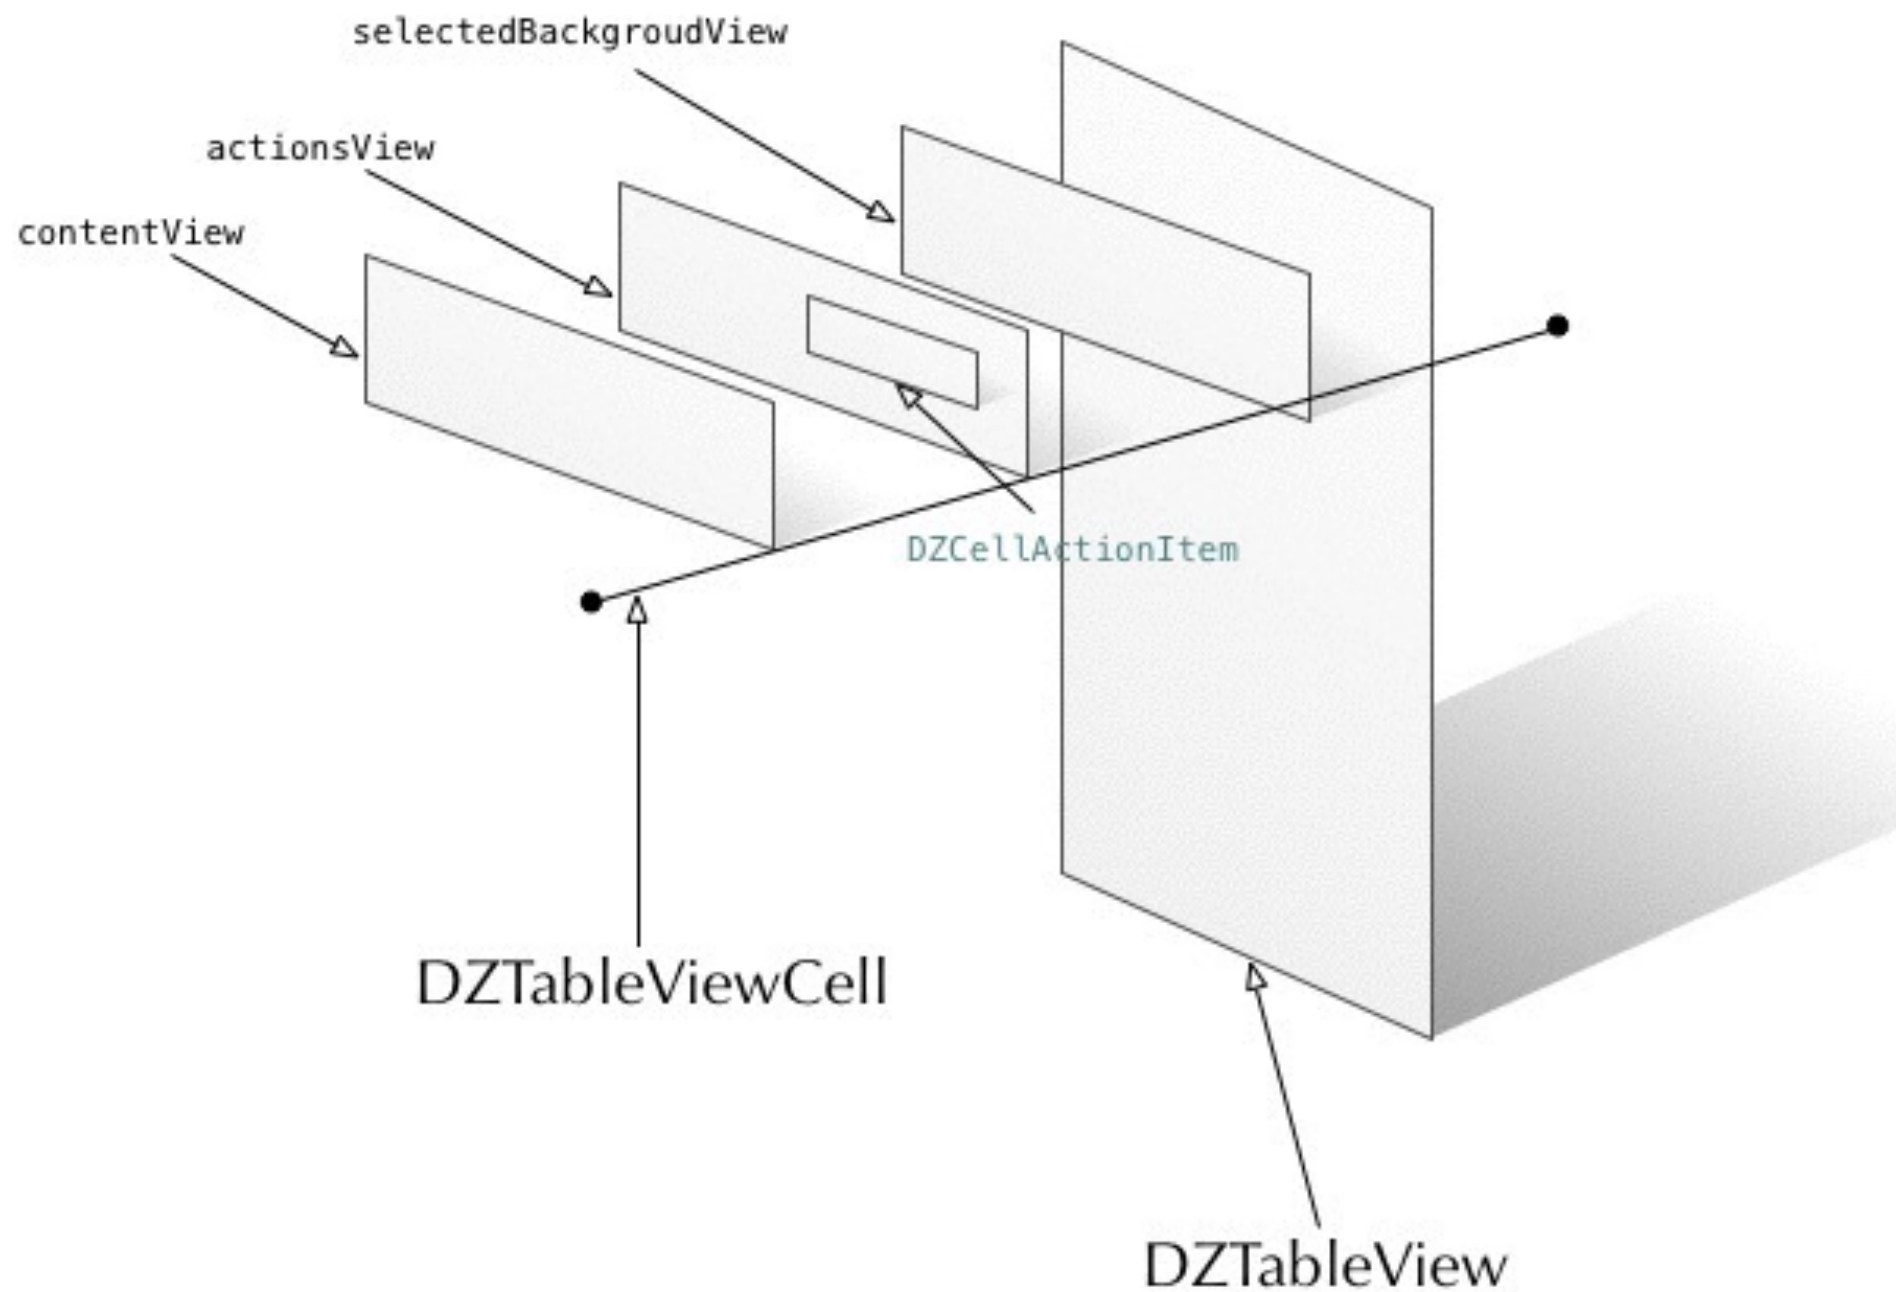 selectedBackgroudView
actionsView
contentView
DZCellActionItem
DZTableViewCell
DZTableView